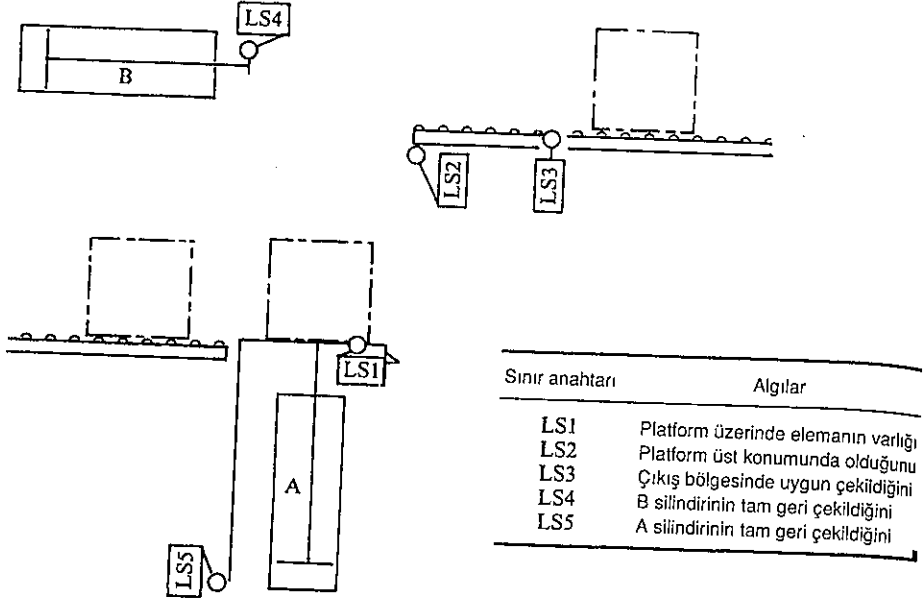 LS4
B
LS2
LS3
LS1
A
LS5
Sınır anahtarı Algılar
LS1 Platform üzerinde elemanın varlığı
LS2 Platform üst konumunda olduğunu
LS3 Çıkış bölgesinde uygun çekildiğini
LS4 B silindirinin tam geri çekildiğini
LS5 A silindirinin tam geri çekildiğini